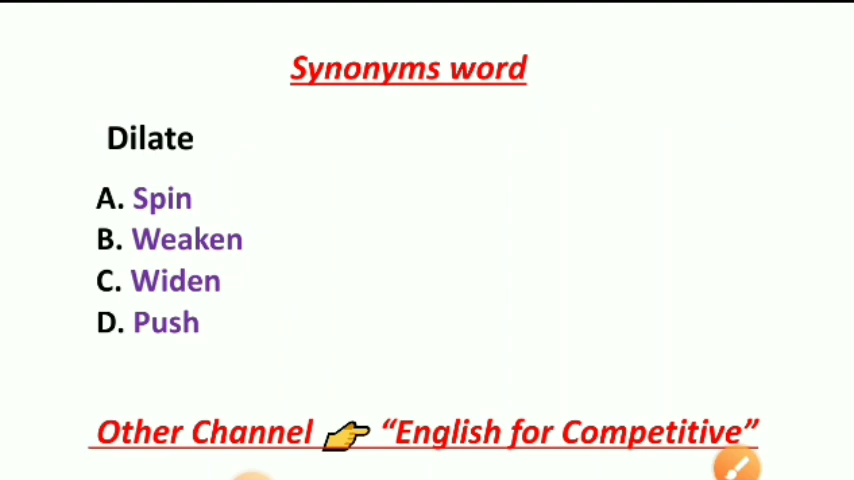 Synonyms word
Dilate
A. Spin
B. Weaken
C. Widen
D. Push
Other Channel 👉 “English for Competitive”